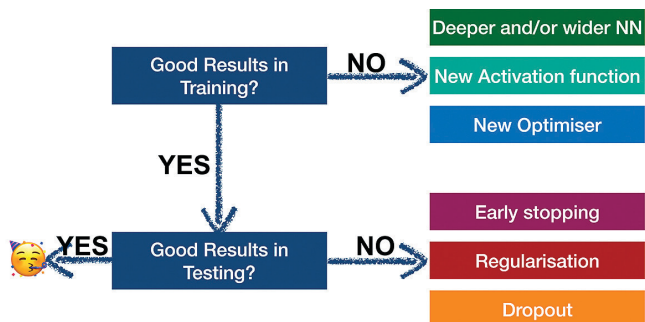 Deeper and/or wider NN
Good Results in
Training?
NO
New Activation function
New Optimiser
YES
Early stopping
YES
Good Results in
Testing?
NO
Regularisation
Dropout